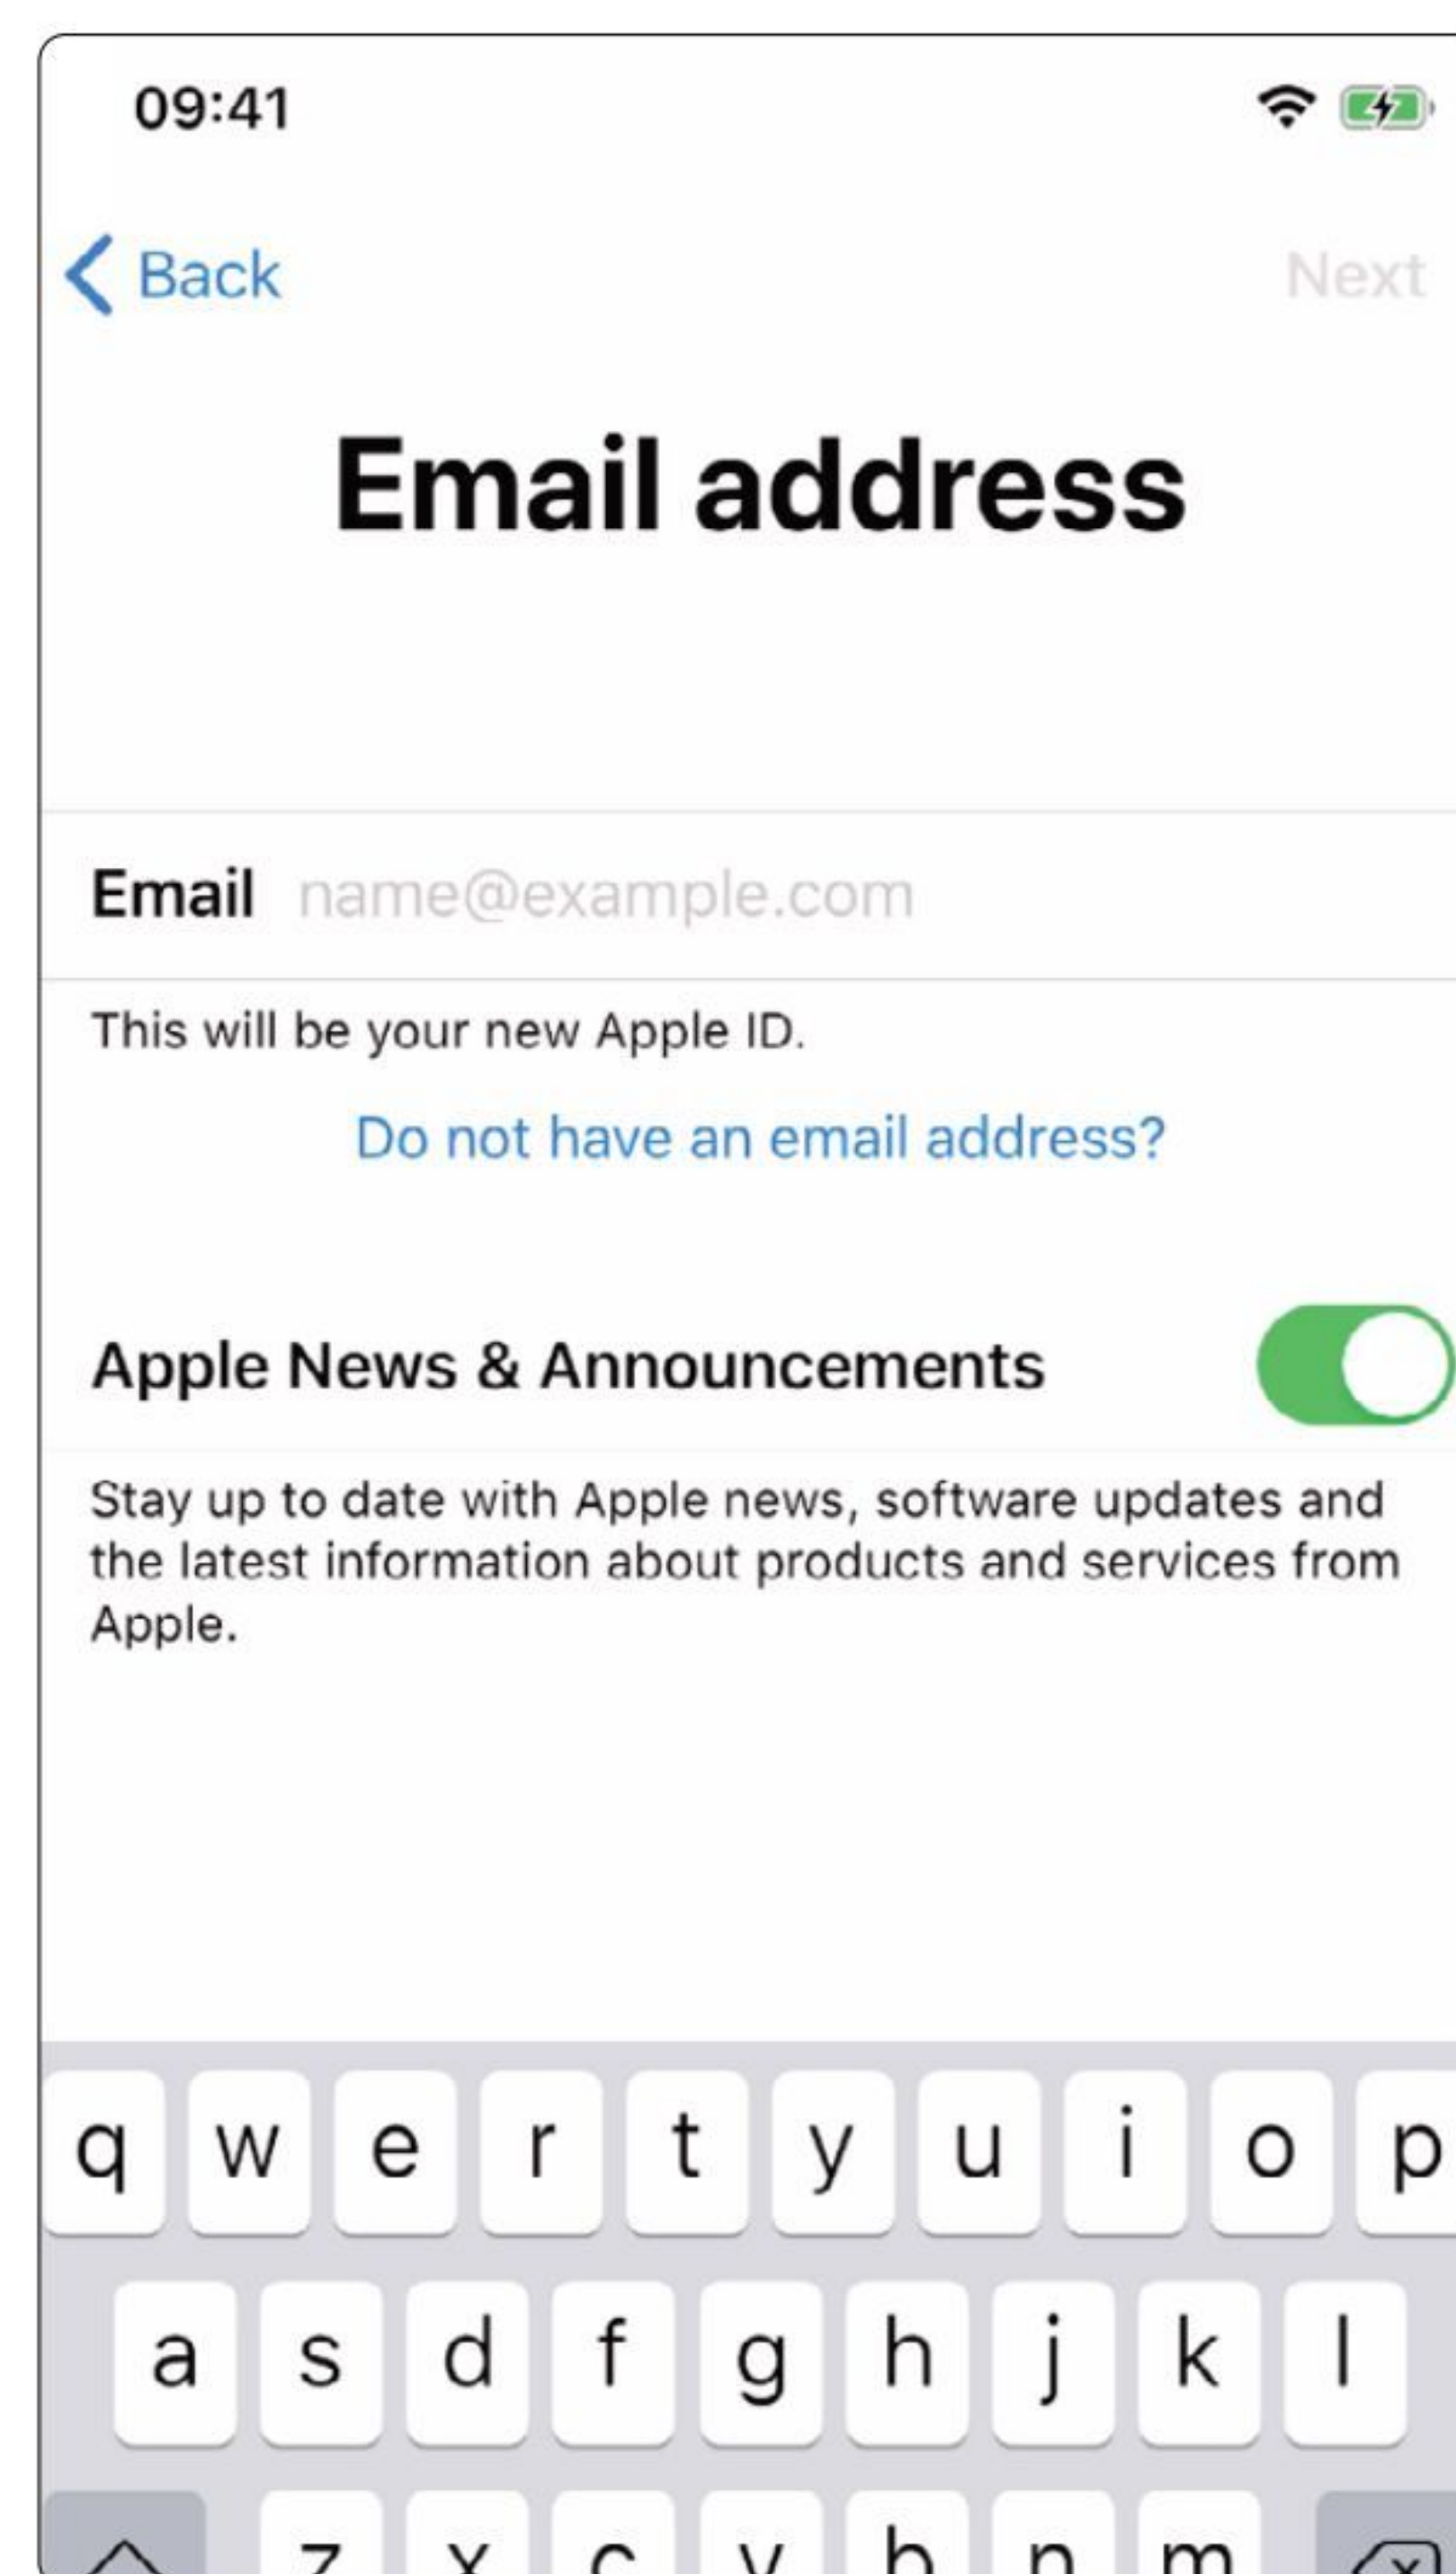 09:41
Back
Next
Email address
Email name@example.com
This will be your new Apple ID.
Do not have an email address?
Apple News & Announcements
Stay up to date with Apple news, software updates and
the latest information about products and services from
Apple.
q w e r t y u i o p
a s d f g h j k l
z x c v b n m